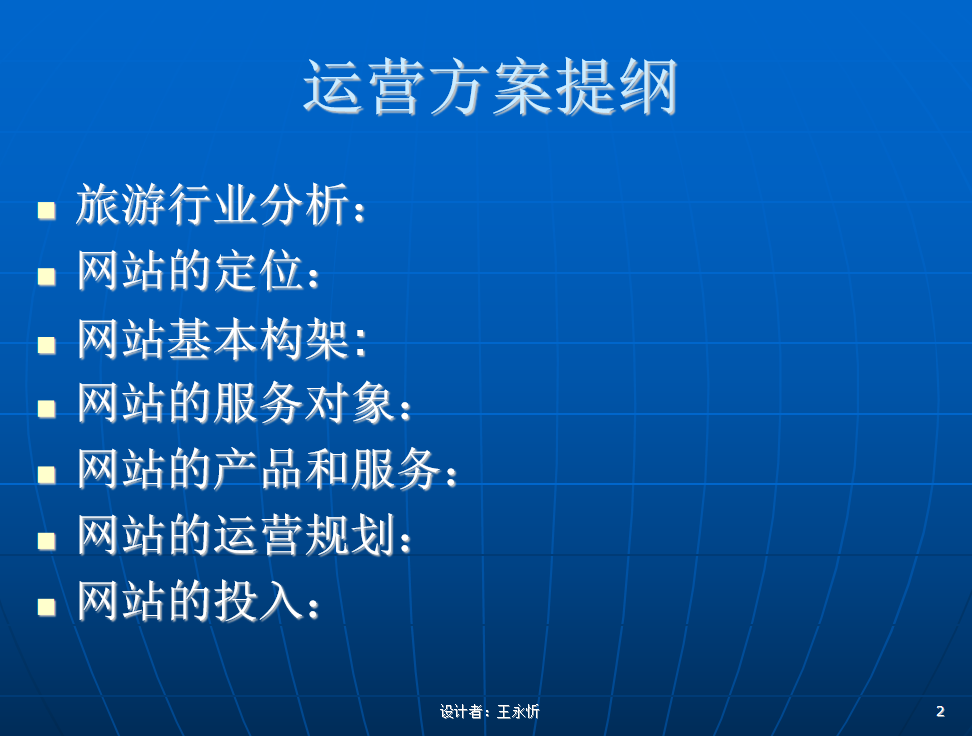 运营方案提纲
旅游行业分析：
网站的定位：
网站基本构架：
网站的服务对象：
网站的产品和服务：
网站的运营规划：
网站的投入：
设计者：王永忻
2